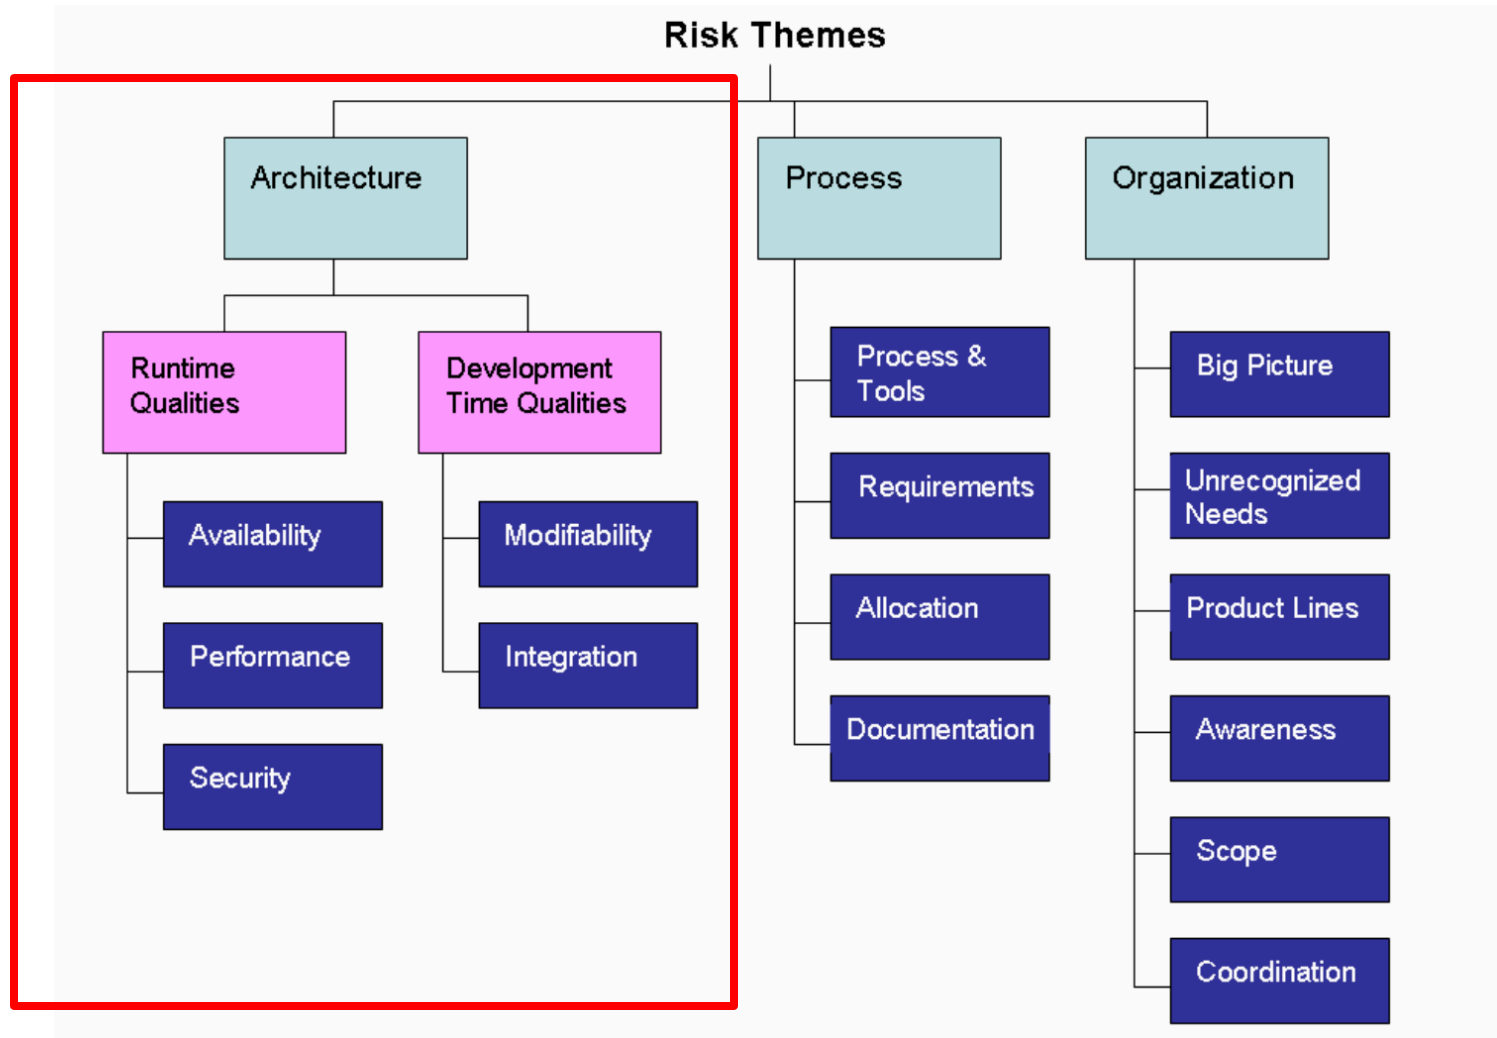 Risk Themes
Architecture
Process
Organization
Runtime
Qualities
Development
Time Qualities
Availability
Performance
Security
Modifiability
Integration
Process &
Tools
Requirements
Allocation
Documentation
Big Picture
Unrecognized
Needs
Product Lines
Awareness
Scope
Coordination